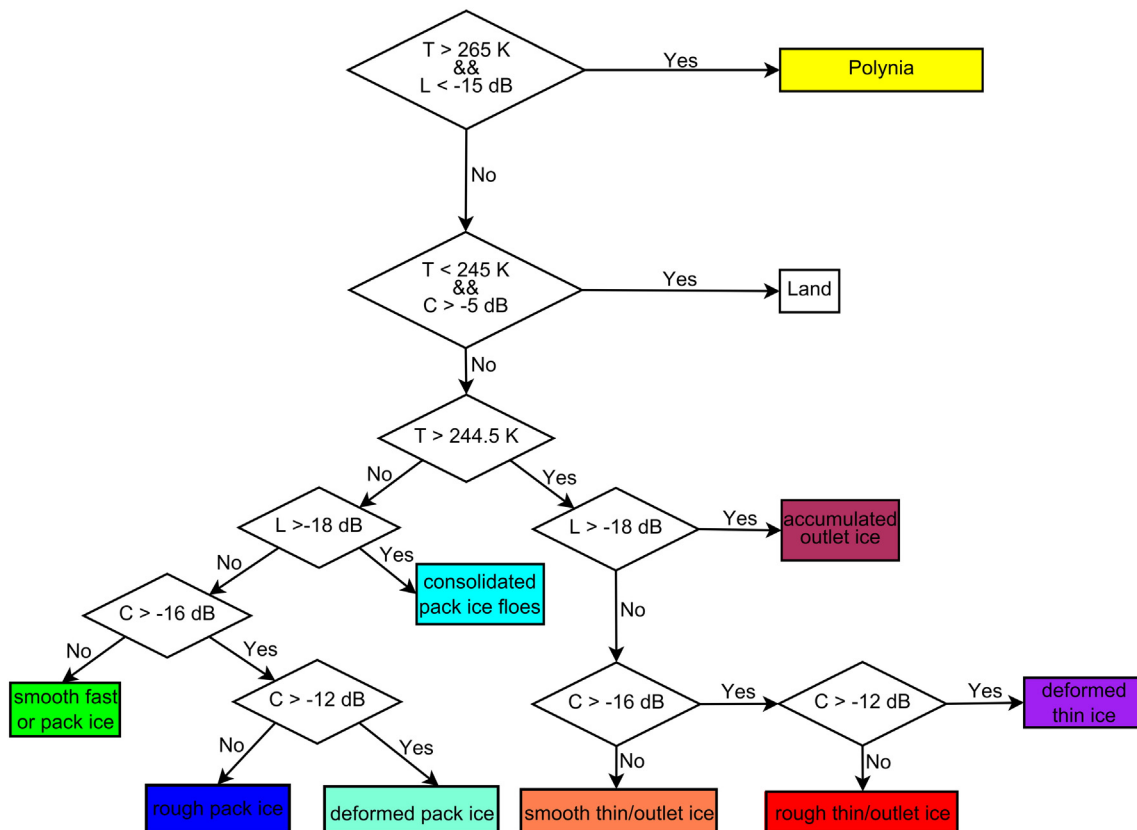 T > 265 K
&&
L < -15 dB
Yes
Polynia
No
T < 245 K
&&
C > -5 dB
Yes
Land
No
T > 244.5 K
No
Yes
L >-18 dB
L > -18 dB
Yes
accumulated
outlet ice
No
Yes
consolidated
pack ice floes
No
C > -16 dB
No
Yes
smooth fast
or pack ice
C > -12 dB
C > -16 dB
Yes
C > -12 dB
Yes
deformed
thin ice
No
Yes
No
No
rough pack ice
deformed pack ice
smooth thin/outlet ice
rough thin/outlet ice